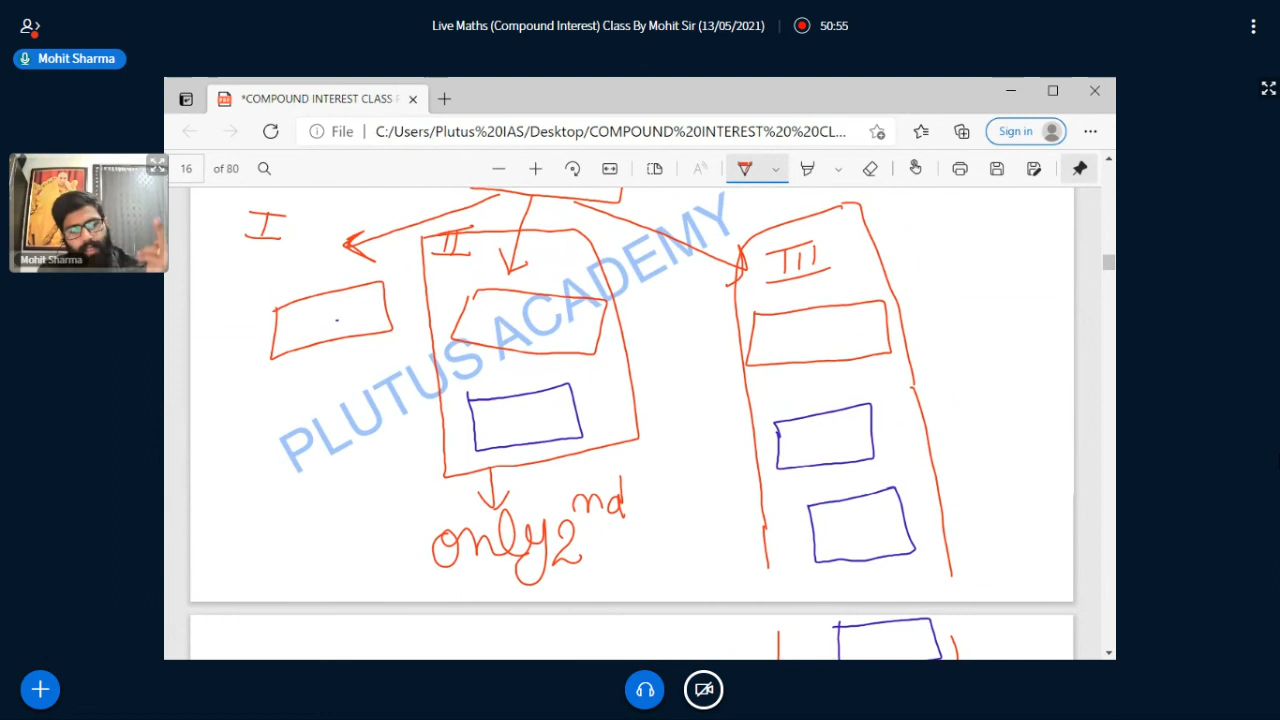 Live Maths (Compound Interest) Class By Mohit Sir (13/05/2021)
50:55
Mohit Sharma
*COMPOUND INTEREST CLASS
File
C:/Users/Plutus%20IAS/Desktop/COMPOUND%20INTEREST%20%20CL...
Sign in
16 of 80
Mohit Sharma
I
II
III
PLUTUS ACADEMY
only 2nd